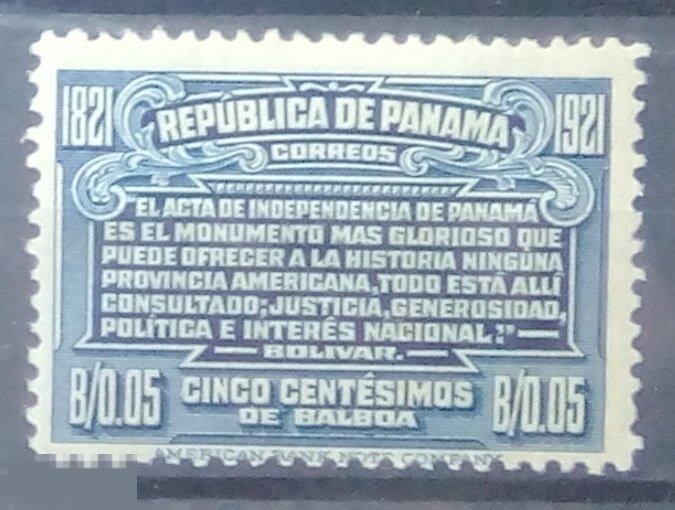 1821
REPÚBLICA DE PANAMA
1921
CORREOS
"EL ACTA DE INDEPENDENCIA DE PANAMÁ
ES EL MONUMENTO MAS GLORIOSO QUE
PUEDE OFRECER A LA HISTORIA NINGUNA
PROVINCIA AMERICANA, TODO ESTÁ ALLÍ
CONSULTADO; JUSTICIA, GENEROSIDAD,
POLÍTICA E INTERÉS NACIONAL."
BOLIVAR.
B/0.05 CINCO CENTÉSIMOS B/0.05
DE BALBOA
AMERICAN BANK NOTE COMPANY